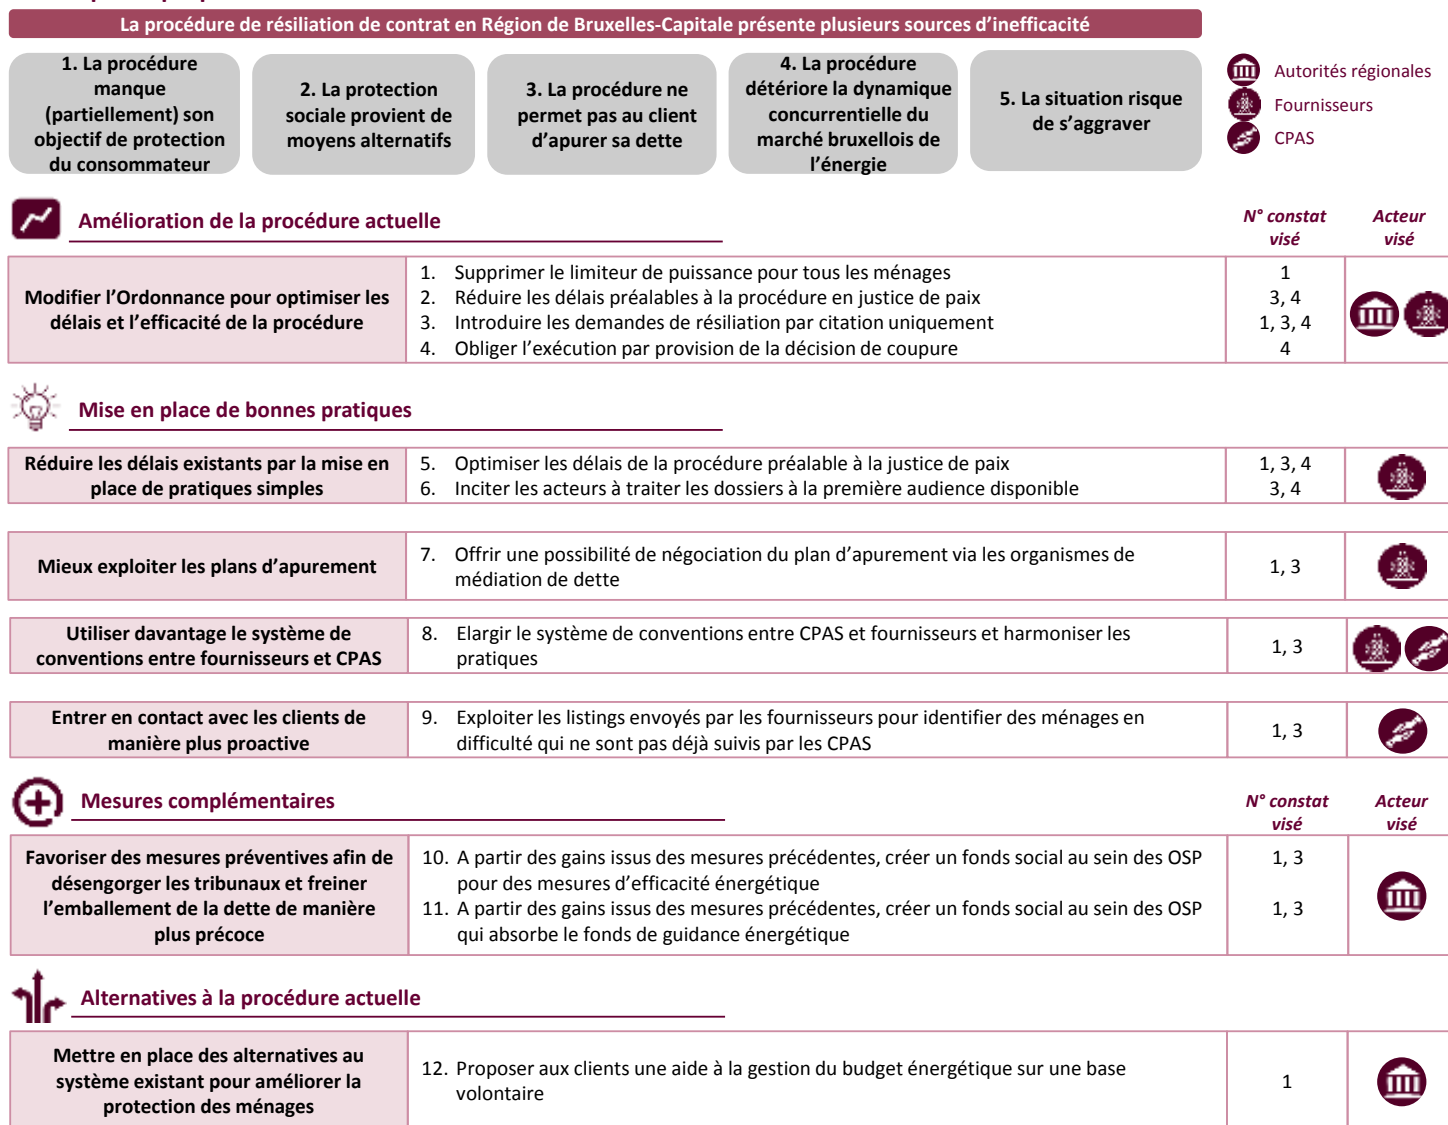 La procédure de résiliation de contrat en Région de Bruxelles-Capitale présente plusieurs sources d’inefficacité
1. La procédure
manque
(partiellement) son
objectif de protection
du consommateur
2. La protection
sociale provient de
moyens alternatifs
3. La procédure ne
permet pas au client
d’apurer sa dette
4. La procédure
détériore la dynamique
concurrentielle du
marché bruxellois de
l’énergie
5. La situation risque
de s’aggraver
Autorités régionales
Fournisseurs
CPAS
Amélioration de la procédure actuelle
N° constat
visé
Acteur
visé
Modifier l’Ordonnance pour optimiser les
délais et l’efficacité de la procédure
1. Supprimer le limiteur de puissance pour tous les ménages
2. Réduire les délais préalables à la procédure en justice de paix
3. Introduire les demandes de résiliation par citation uniquement
4. Obliger l’exécution par provision de la décision de coupure
1
3, 4
1, 3, 4
4
Mise en place de bonnes pratiques
Réduire les délais existants par la mise en
place de pratiques simples
5. Optimiser les délais de la procédure préalable à la justice de paix
6. Inciter les acteurs à traiter les dossiers à la première audience disponible
1, 3, 4
3, 4
Mieux exploiter les plans d’apurement
7. Offrir une possibilité de négociation du plan d’apurement via les organismes de
médiation de dette
1, 3
Utiliser davantage le système de
conventions entre fournisseurs et CPAS
8. Elargir le système de conventions entre CPAS et fournisseurs et harmoniser les
pratiques
1, 3
Entrer en contact avec les clients de
manière plus proactive
9. Exploiter les listings envoyés par les fournisseurs pour identifier des ménages en
difficulté qui ne sont pas déjà suivis par les CPAS
1, 3
Mesures complémentaires
N° constat
visé
Acteur
visé
Favoriser des mesures préventives afin de
désengorger les tribunaux et freiner
l’emballement de la dette de manière
plus précoce
10. A partir des gains issus des mesures précédentes, créer un fonds social au sein des OSP
pour des mesures d’efficacité énergétique
11. A partir des gains issus des mesures précédentes, créer un fonds social au sein des OSP
qui absorbe le fonds de guidance énergétique
1, 3
1, 3
Alternatives à la procédure actuelle
Mettre en place des alternatives au
système existant pour améliorer la
protection des ménages
12. Proposer aux clients une aide à la gestion du budget énergétique sur une base
volontaire
1